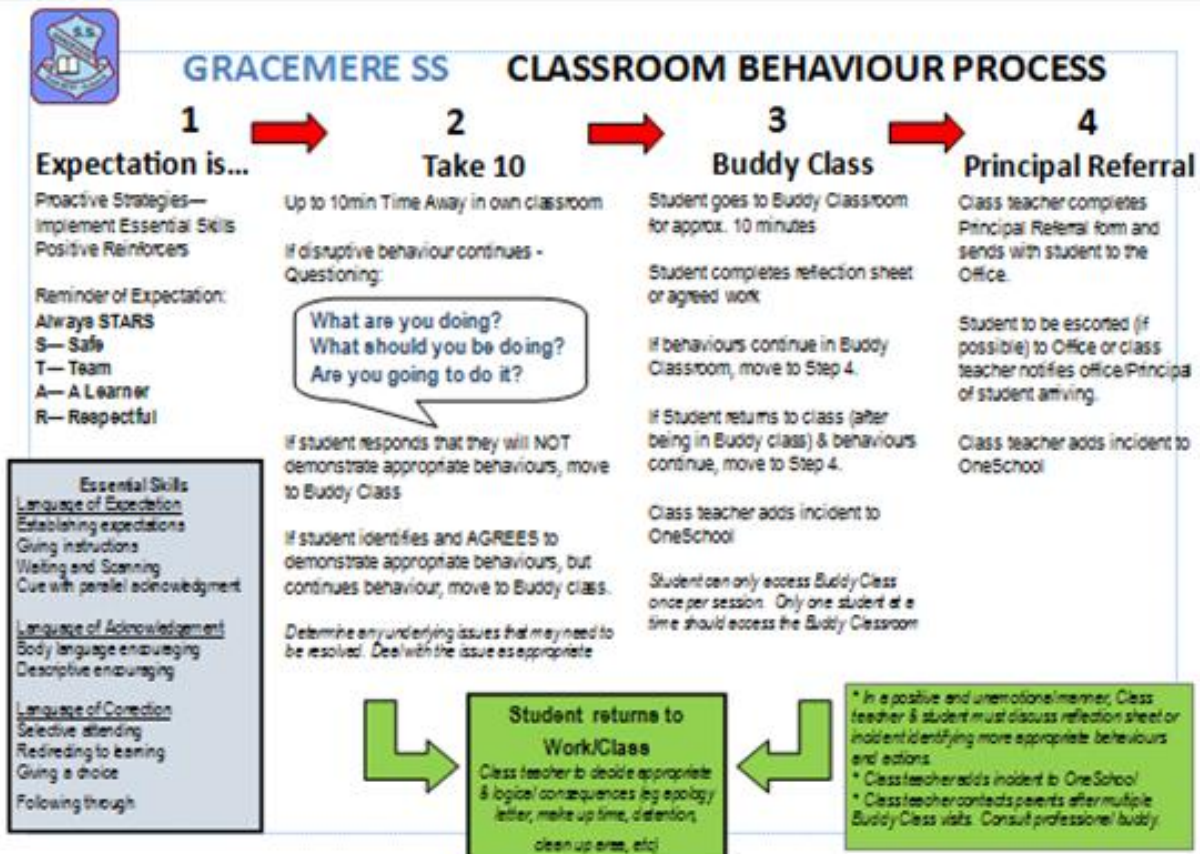 S.S.
GRACEMERE SS CLASSROOM BEHAVIOUR PROCESS
1
Expectation is...
Proactive Strategies—
Implement Essential Skills
Positive Reinforcers
Reminder of Expectation:
Always STARS
S— Safe
T— Team
A— A Learner
R— Respectful
Essential Skills
Language of Expectation
Establishing expectations
Giving instructions
Waiting and Scanning
Cue with parallel acknowledgment
Language of Acknowledgement
Body language encouraging
Descriptive encouraging
Language of Correction
Selective attending
Redirecting to learning
Giving a choice
Following through
2
Take 10
Up to 10min Time Away in own classroom
If disruptive behaviour continues -
Questioning:
What are you doing?
What should you be doing?
Are you going to do it?
If student responds that they will NOT
demonstrate appropriate behaviours, move
to Buddy Class
If student identifies and AGREES to
demonstrate appropriate behaviours, but
continues behaviour, move to Buddy class.
Determine any underlying issues that may need to
be resolved. Deal with the issue as appropriate
3
Buddy Class
Student goes to Buddy Classroom
for approx. 10 minutes
Student completes reflection sheet
or agreed work
If behaviours continue in Buddy
Classroom, move to Step 4.
If Student returns to class (after
being in Buddy class) & behaviours
continue, move to Step 4.
Class teacher adds incident to
OneSchool
Student can only access Buddy Class
once per session. Only one student at a
time should access the Buddy Classroom
4
Principal Referral
Class teacher completes
Principal Referral form and
sends with student to the
Office.
Student to be escorted (if
possible) to Office or class
teacher notifies office/Principal
of student arriving.
Class teacher adds incident to
OneSchool
Student returns to
Work/Class
Class teacher to decide appropriate
& logical consequences (eg apology
letter, make up time, detention,
clean up area, etc)
* In a positive and unemotional manner, Class
teacher & student must discuss reflection sheet or
incident identifying more appropriate behaviours
and actions.
* Class teacher adds incident to OneSchool
* Class teacher contacts parents after multiple
Buddy Class visits. Consult professional buddy.